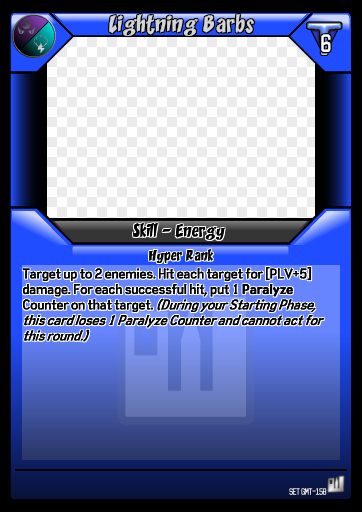 Lightning Barbs
6
Skill - Energy
Hyper Rank
Target up to 2 enemies. Hit each target for [PLV+5]
damage. For each successful hit, put 1 Paralyze
Counter on that target. (During your Starting Phase,
this card loses 1 Paralyze Counter and cannot act for
this round.)
SET GMT-158